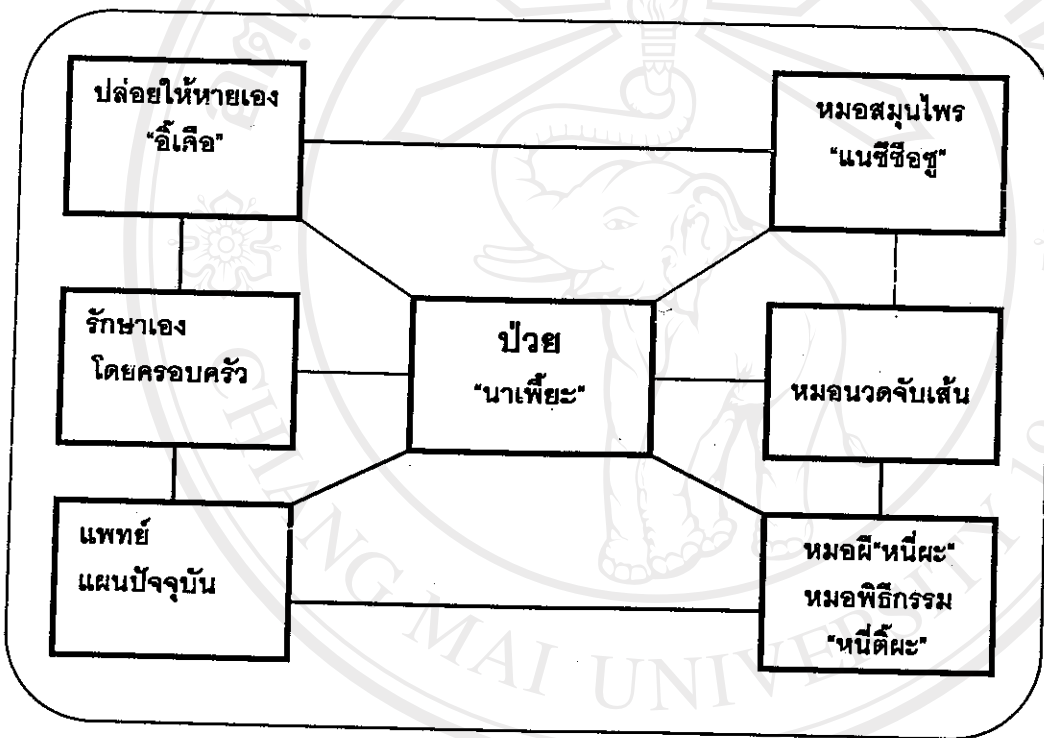 ปล่อยให้หายเอง
"อี้เคือ"
หมอสมุนไพร
"แนซีซือซู"
รักษาเอง
โดยครอบครัว
ป่วย
"นาเพี๊ยะ"
หมอนวดจับเส้น
แพทย์
แผนปัจจุบัน
หมอผี"หนี่ผะ"
หมอพิธีกรรม
"หนี่ติ๊ผะ"
CHIANG MAI UNIVERSITY